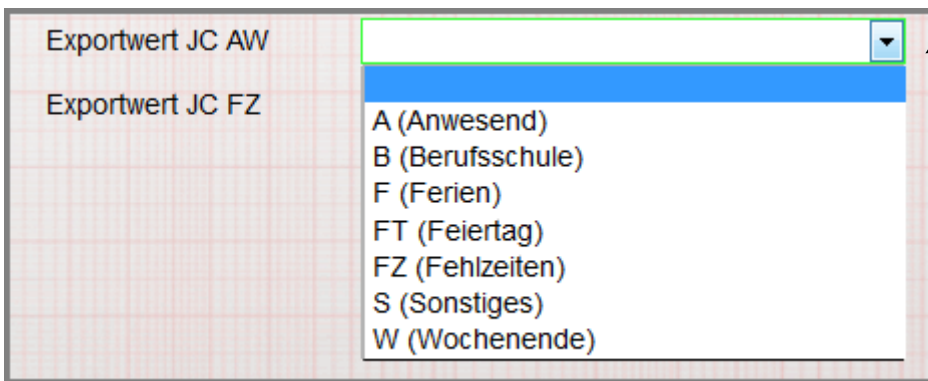 Exportwert JC AW
Exportwert JC FZ
A (Anwesend)
B (Berufsschule)
F (Ferien)
FT (Feiertag)
FZ (Fehlzeiten)
S (Sonstiges)
W (Wochenende)